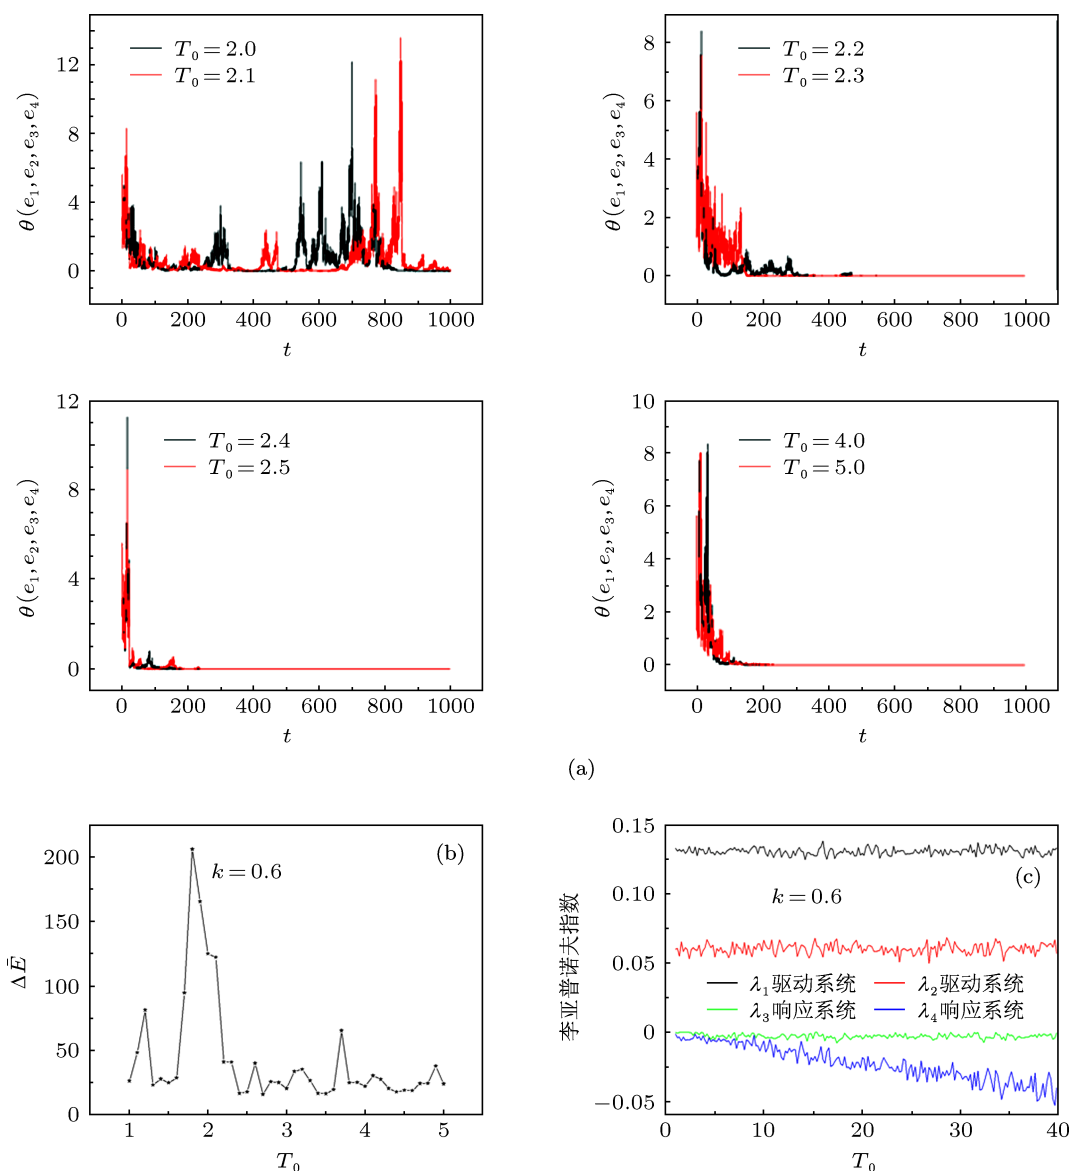 T₀ = 2.0
T₀ = 2.1
θ(e₁, e₂, e₃, e₄)
12
8
4
0
0 200 400 600 800 1000
t
T₀ = 2.2
T₀ = 2.3
θ(e₁, e₂, e₃, e₄)
8
6
4
2
0
0 200 400 600 800 1000
t
T₀ = 2.4
T₀ = 2.5
θ(e₁, e₂, e₃, e₄)
12
8
4
0
0 200 400 600 800 1000
t
T₀ = 4.0
T₀ = 5.0
θ(e₁, e₂, e₃, e₄)
10
8
6
4
2
0
0 200 400 600 800 1000
t
(a)
(b)
k = 0.6
ΔĒ
200
150
100
50
0
1 2 3 4 5
T₀
(c)
k = 0.6
李亚普诺夫指数
0.15
0.10
0.05
0
−0.05
λ₁驱动系统 λ₂驱动系统
λ₃响应系统 λ₄响应系统
0 10 20 30 40
T₀